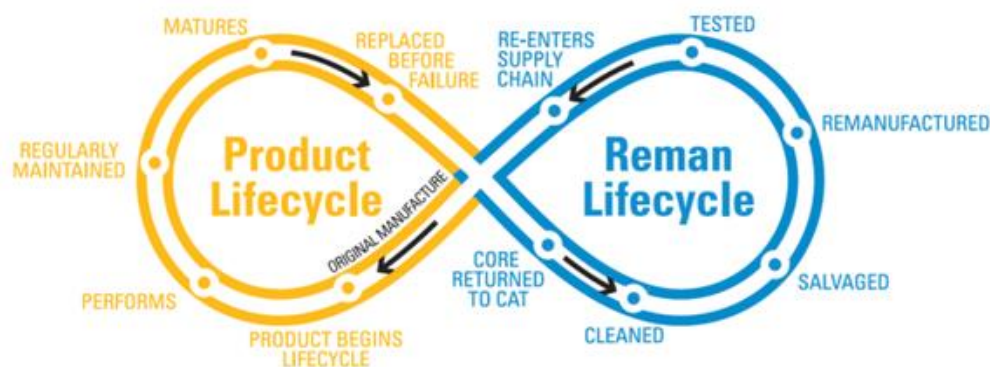 MATURES
REPLACED
BEFORE
FAILURE
RE-ENTERS
SUPPLY
CHAIN
TESTED
REGULARLY
MAINTAINED
Product
Lifecycle
Reman
Lifecycle
REMANUFACTURED
ORIGINAL MANUFACTURE
PERFORMS
PRODUCT BEGINS
LIFECYCLE
CORE
RETURNED
TO CAT
CLEANED
SALVAGED